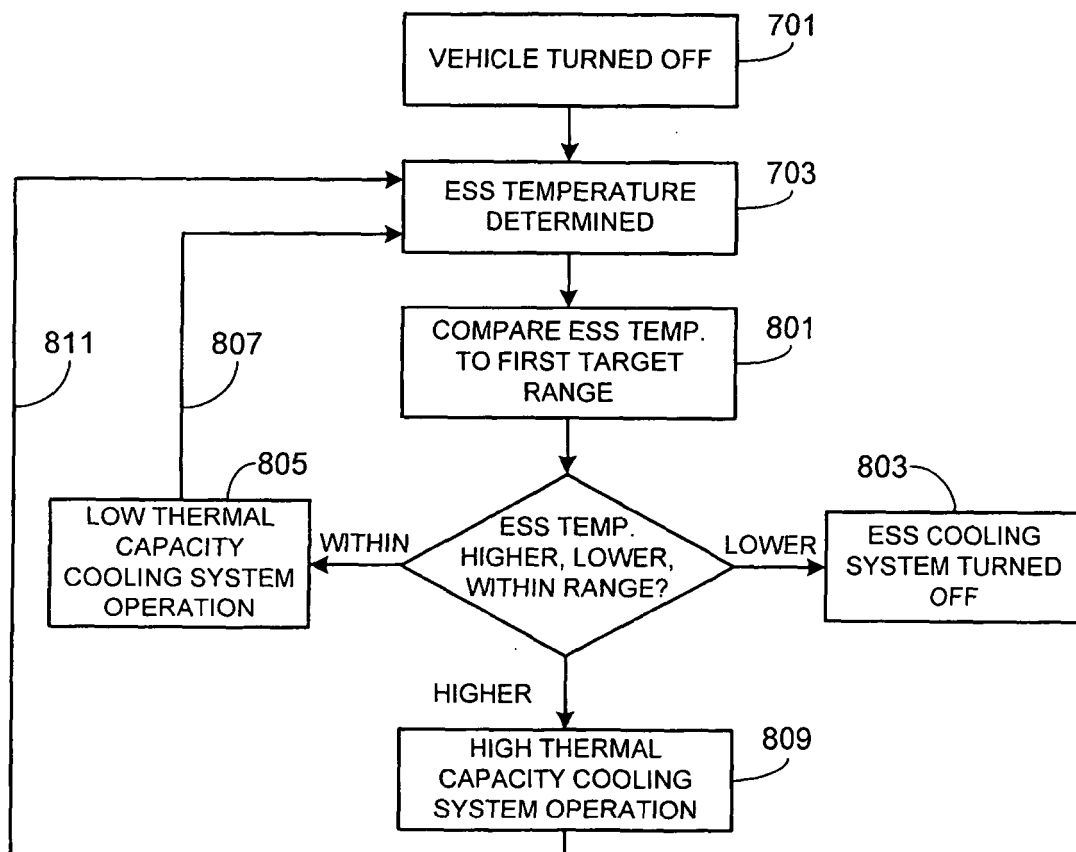 701
VEHICLE TURNED OFF
703
ESS TEMPERATURE
DETERMINED
801
COMPARE ESS TEMP.
TO FIRST TARGET
RANGE
811
807
805
LOW THERMAL
CAPACITY
COOLING SYSTEM
OPERATION
WITHIN
ESS TEMP.
HIGHER, LOWER,
WITHIN RANGE?
LOWER
803
ESS COOLING
SYSTEM TURNED
OFF
HIGHER
809
HIGH THERMAL
CAPACITY COOLING
SYSTEM OPERATION